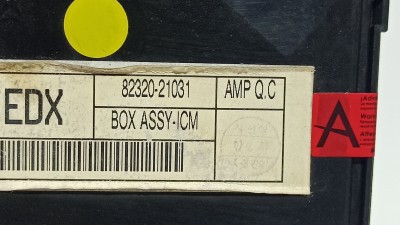 EDX
82320-21031
AMP Q.C
BOX ASSY-ICM
A